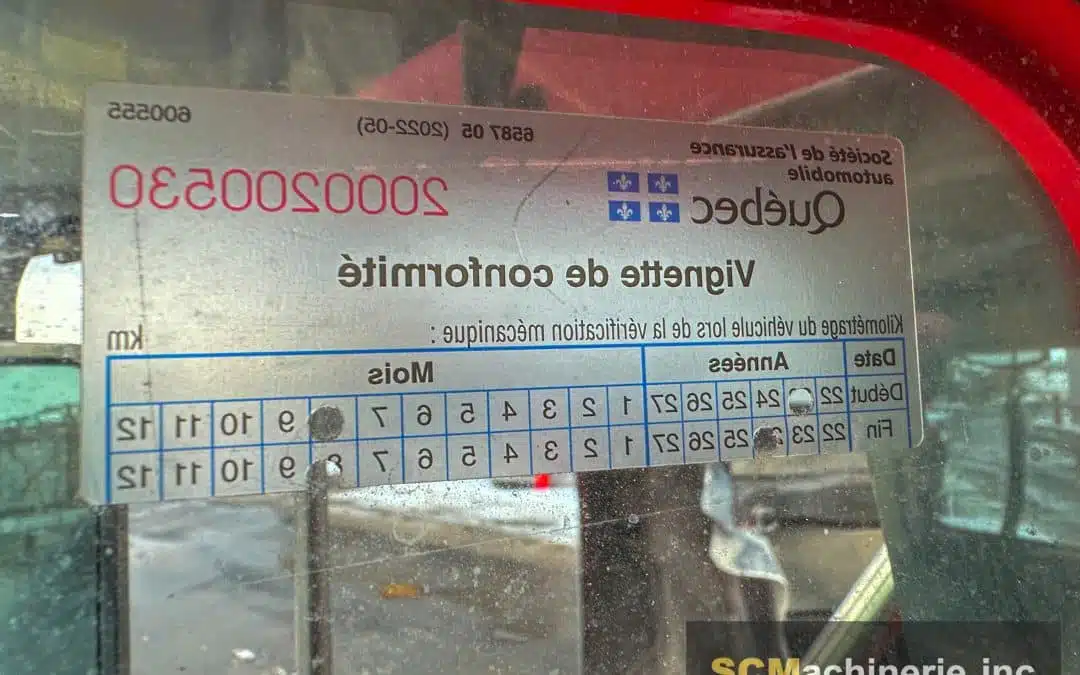 Société de l'assurance
automobile
Québec
6587 05 (2022-05)
600555
2000200530
Vignette de conformité
Kilométrage du véhicule lors de la vérification mécanique :
km
Date Années Mois
Début 22 24 25 26 27 1 2 3 4 5 6 7 9 10 11 12
Fin 22 23 25 26 27 1 2 3 4 5 6 7 8 9 10 11 12
SCMachinerie inc